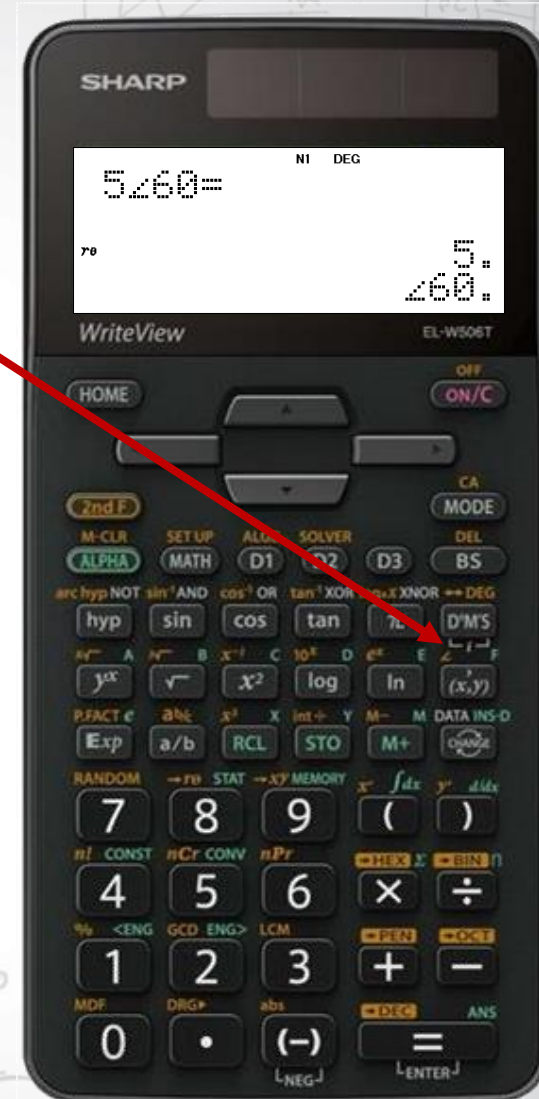 SHARP
N1 DEG
5∠60=
rθ 5.
∠60.
WriteView EL-W506T
OFF
HOME ON/C
CA
2nd F MODE
M-CLR SET UP SOLVER DEL
ALPHA MATH D1 D2 D3 BS
arc hyp NOT sin⁻¹ AND cos⁻¹ OR tan⁻¹ XOR XNOR ↔DEG
hyp sin cos tan D°M'S
A B x⁻¹ C 10ˣ D eˣ E ∠ , i F
yˣ √ x² log ln (x,y)
P.FACT e x³ X int÷ Y M- M DATA INS-D
Exp a/b RCL STO M+ CHANGE
RANDOM →rθ STAT →xy MEMORY ∫dx d/dx
7 8 9 ( )
n! CONST nCr CONV nPr →HEX Σ →BIN Π
4 5 6 × ÷
% <ENG GCD ENG> LCM →PEN →OCT
1 2 3 + −
MDF DRG▸ abs →DEC ANS
0 • (−) =
NEG ENTER